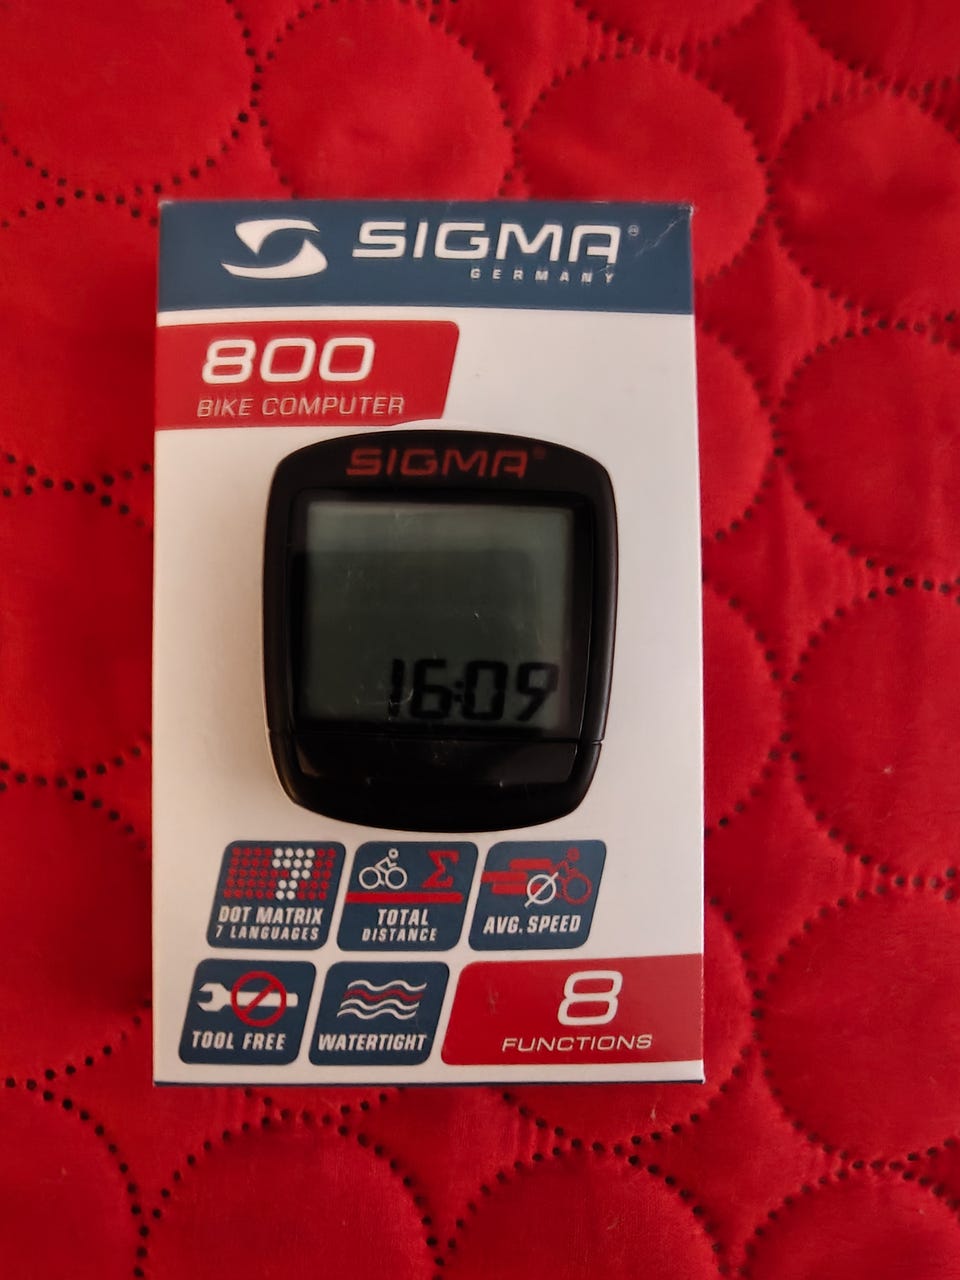 SIGMA®
GERMANY
800
BIKE COMPUTER
SIGMA®
16:09
DOT MATRIX
7 LANGUAGES
Σ
TOTAL
DISTANCE
Ø
AVG. SPEED
TOOL FREE
WATERTIGHT
8
FUNCTIONS